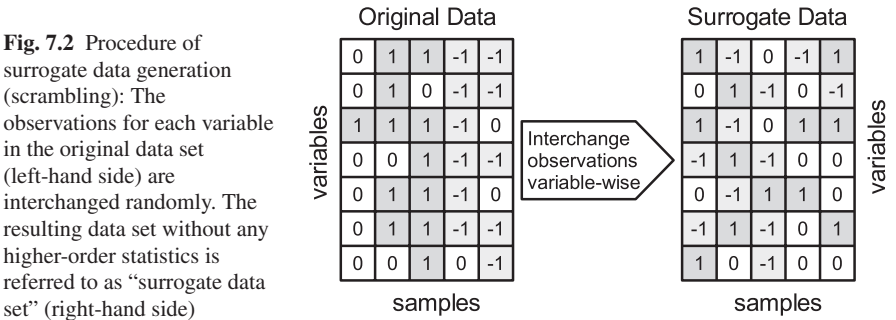 Fig. 7.2 Procedure of
surrogate data generation
(scrambling): The
observations for each variable
in the original data set
(left-hand side) are
interchanged randomly. The
resulting data set without any
higher-order statistics is
referred to as “surrogate data
set” (right-hand side)
Original Data
variables
0 1 1 -1 -1
0 1 0 -1 -1
1 1 1 -1 0
0 0 1 -1 -1
0 1 1 -1 0
0 1 1 -1 -1
0 0 1 0 -1
samples
Interchange
observations
variable-wise
Surrogate Data
1 -1 0 -1 1
0 1 -1 0 -1
1 -1 0 1 1
-1 1 -1 0 0
0 -1 1 1 0
-1 1 -1 0 1
1 0 -1 0 0
variables
samples